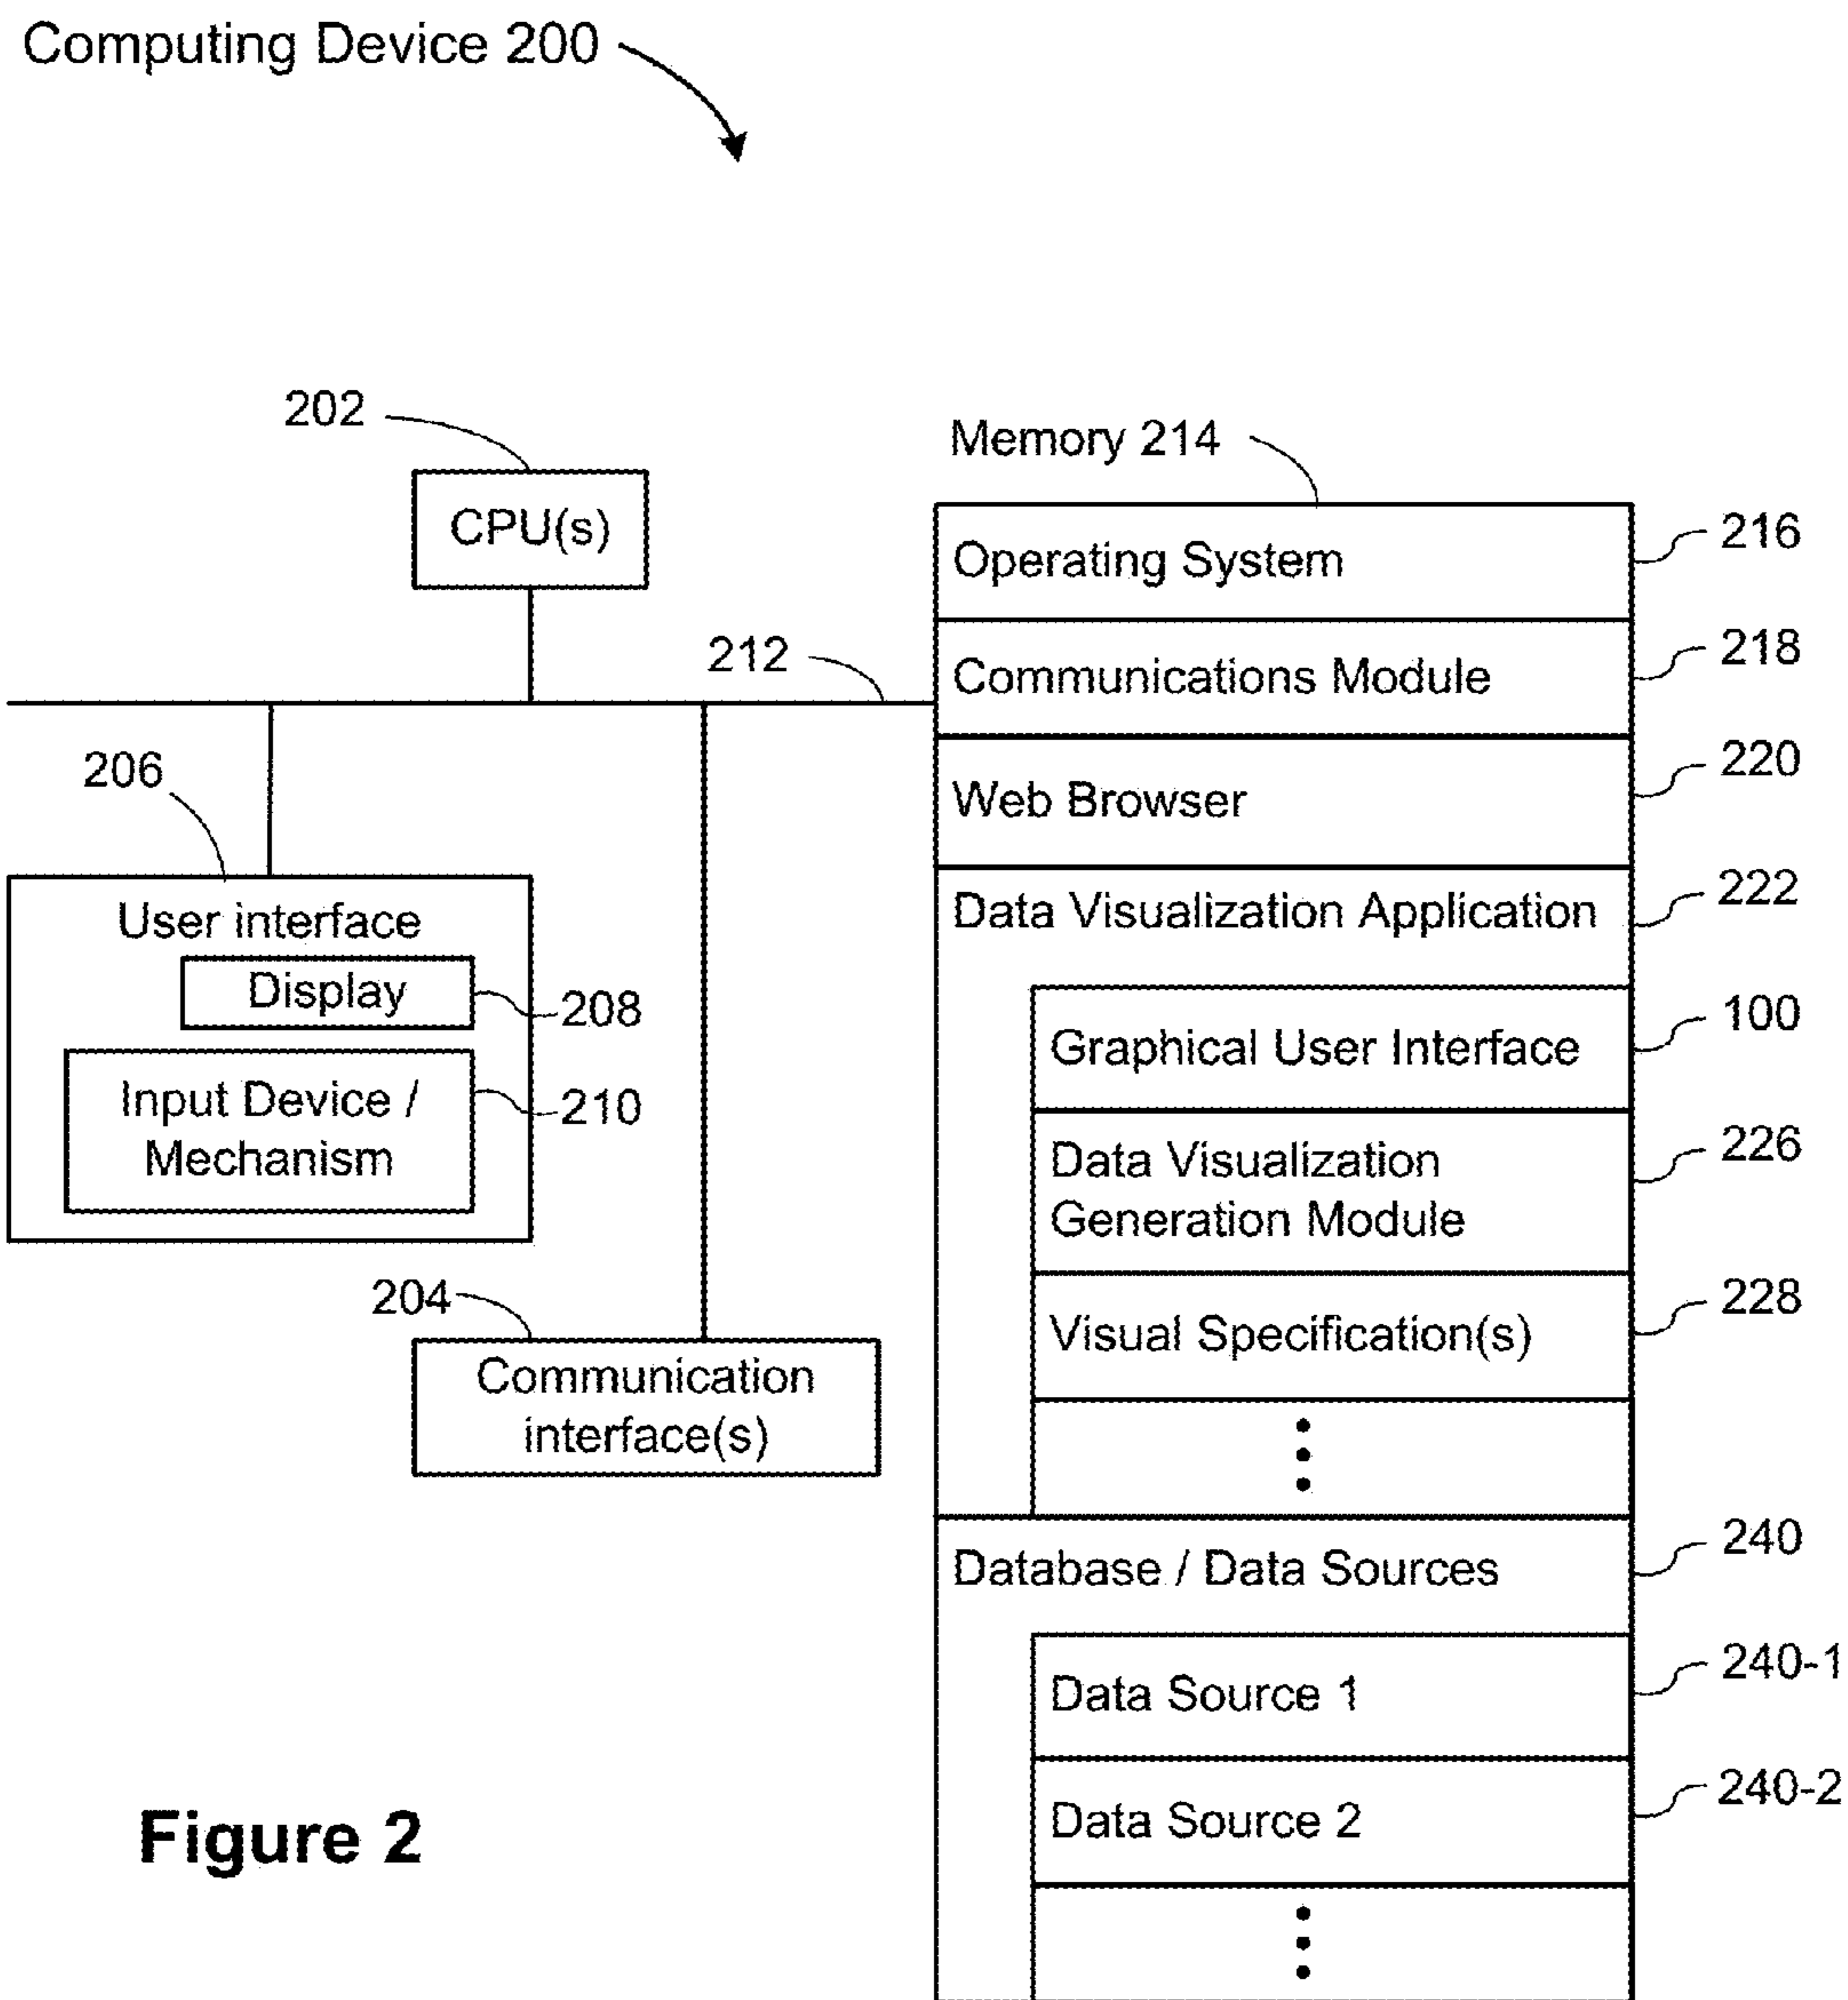 Computing Device 200
202
CPU(s)
212
206
User interface
Display
208
Input Device /
Mechanism
210
204
Communication
interface(s)
Memory 214
Operating System
216
Communications Module
218
Web Browser
220
Data Visualization Application
222
Graphical User Interface
100
Data Visualization
Generation Module
226
Visual Specification(s)
228
Database / Data Sources
240
Data Source 1
240-1
Data Source 2
240-2
Figure 2